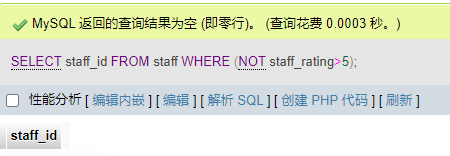 MySQL 返回的查询结果为空 (即零行)。 (查询花费 0.0003 秒。)
SELECT staff_id FROM staff WHERE (NOT staff_rating>5);
性能分析 [ 编辑内嵌 ] [ 编辑 ] [ 解析 SQL ] [ 创建 PHP 代码 ] [ 刷新 ]
staff_id